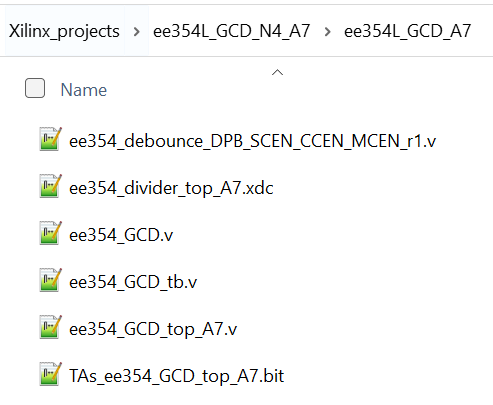 Xilinx_projects > ee354L_GCD_N4_A7 > ee354L_GCD_A7
Name
ee354_debounce_DPB_SCEN_CCEN_MCEN_r1.v
ee354_divider_top_A7.xdc
ee354_GCD.v
ee354_GCD_tb.v
ee354_GCD_top_A7.v
TAs_ee354_GCD_top_A7.bit